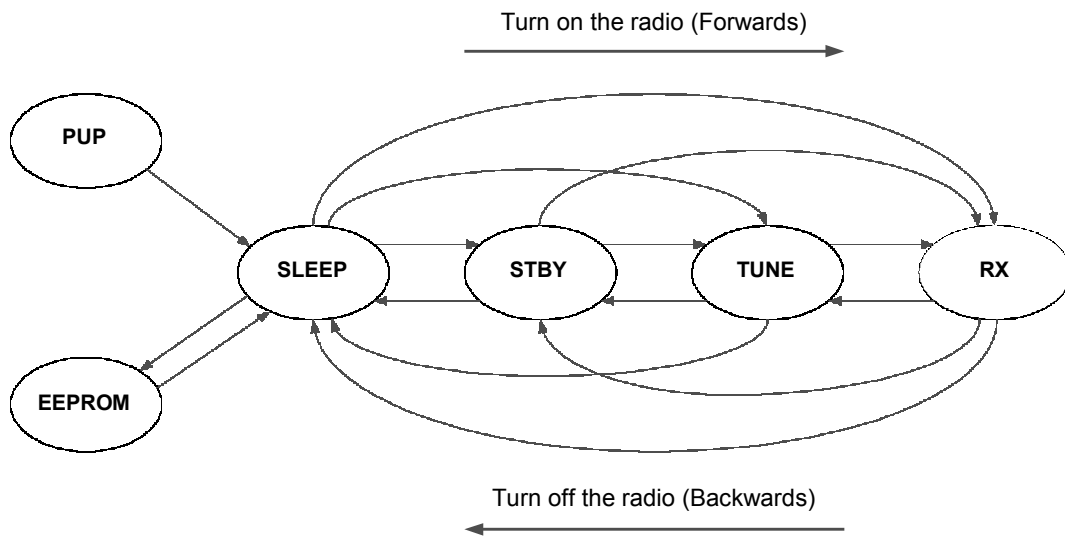 Turn on the radio (Forwards)
PUP
SLEEP
STBY
TUNE
RX
EEPROM
Turn off the radio (Backwards)